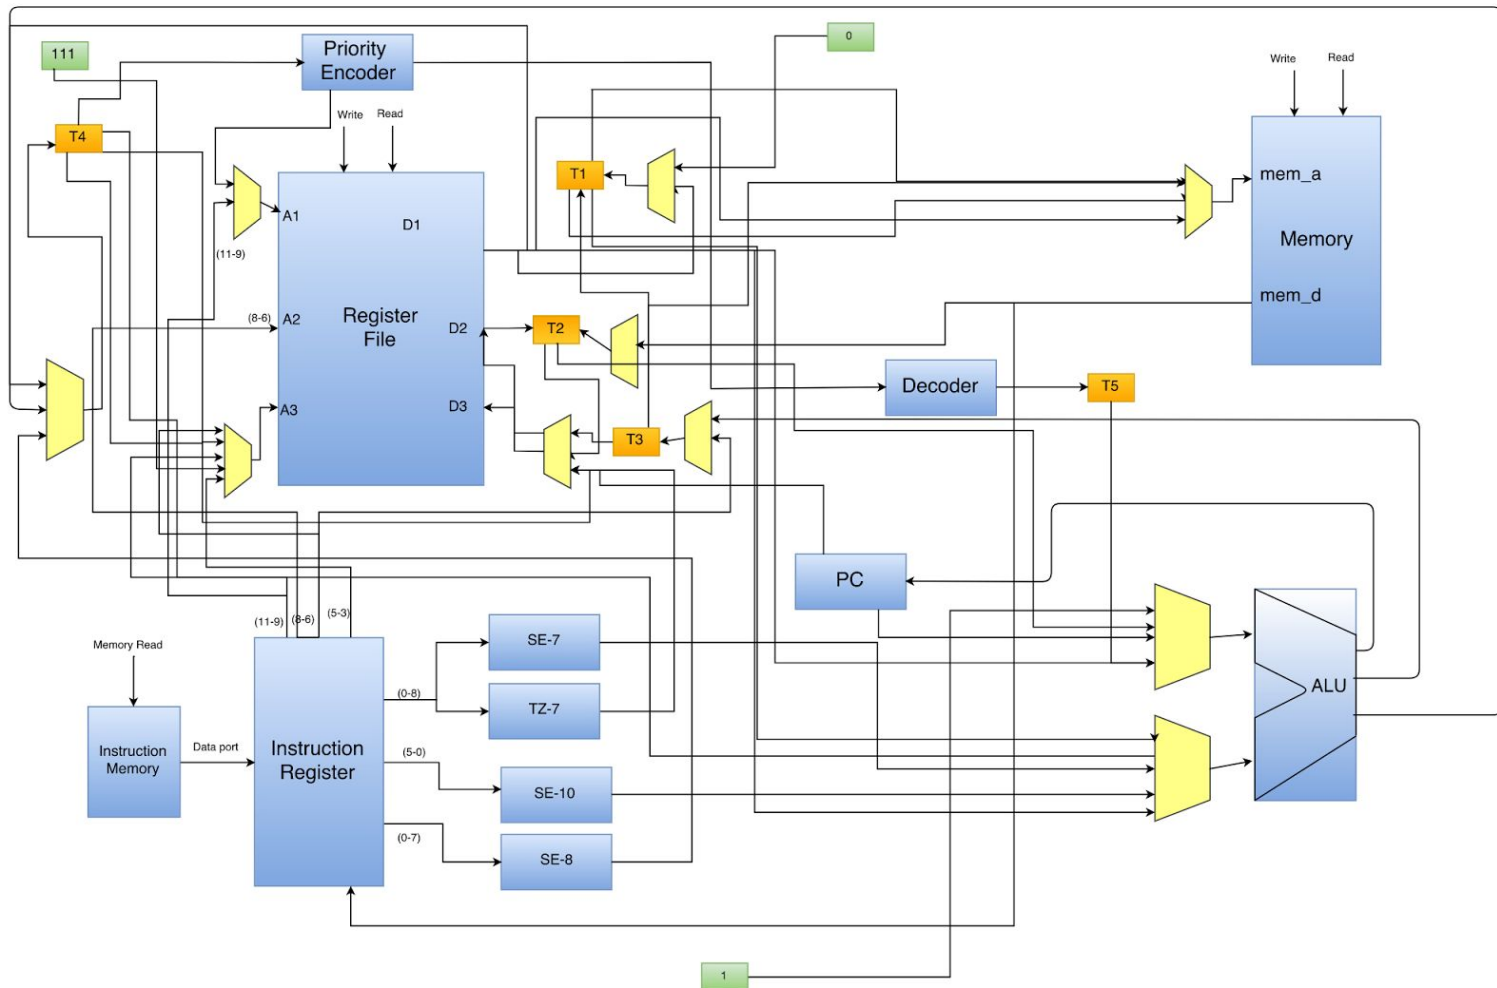 0
111
Priority
Encoder
Write
Read
Write
Read
T4
T1
mem_a
A1
D1
(11-9)
Memory
mem_d
Register
File
(8-6)
A2
D2
T2
Decoder
T5
A3
D3
T3
PC
(11-9)
(8-6)
(5-3)
SE-7
Memory Read
ALU
(0-8)
TZ-7
Instruction
Memory
Data port
Instruction
Register
(5-0)
SE-10
(0-7)
SE-8
1